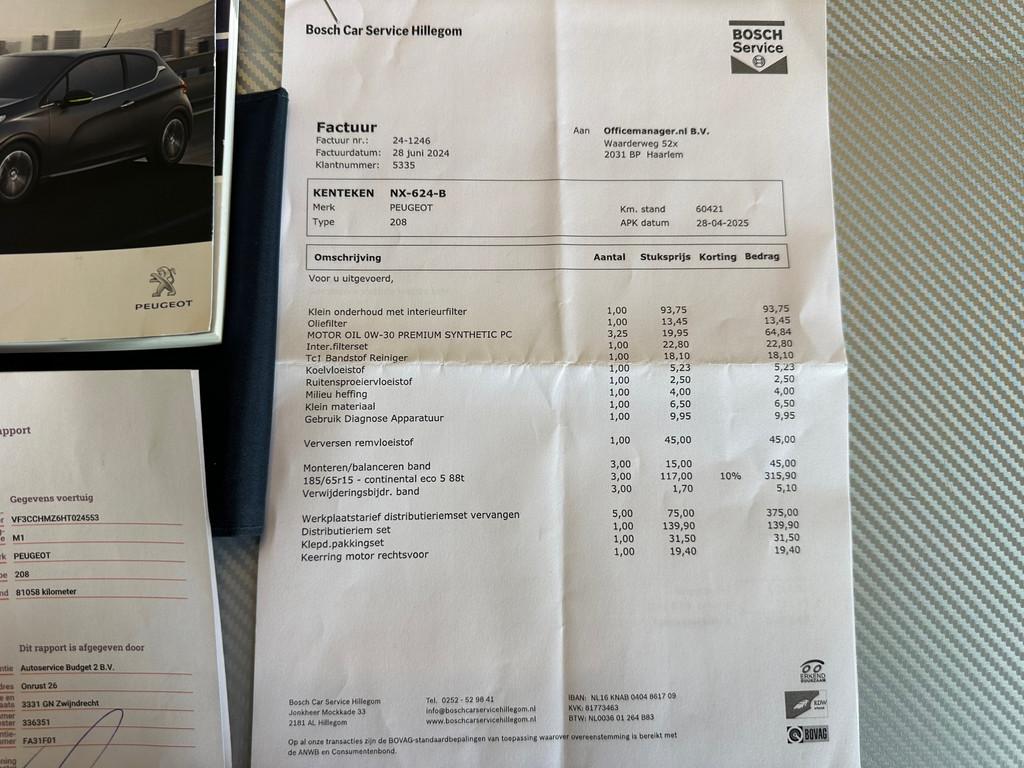 Bosch Car Service Hillegom
BOSCH
Service
Factuur
Factuur nr.: 24-1246
Factuurdatum: 28 juni 2024
Klantnummer: 5335
Aan Officemanager.nl B.V.
Waarderweg 52x
2031 BP Haarlem
KENTEKEN NX-624-B
Merk PEUGEOT
Type 208
Km. stand 60421
APK datum 28-04-2025
Omschrijving Aantal Stuksprijs Korting Bedrag
Voor u uitgevoerd,
Klein onderhoud met interieurfilter 1,00 93,75 93,75
Oliefilter 1,00 13,45 13,45
MOTOR OIL 0W-30 PREMIUM SYNTHETIC PC 3,25 19,95 64,84
Inter.filterset 1,00 22,80 22,80
Tc1 Bandstof Reiniger 1,00 18,10 18,10
Koelvloeistof 1,00 5,23 5,23
Ruitensproeiervloeistof 1,00 2,50 2,50
Milieu heffing 1,00 4,00 4,00
Klein materiaal 1,00 6,50 6,50
Gebruik Diagnose Apparatuur 1,00 9,95 9,95
Verversen remvloeistof 1,00 45,00 45,00
Monteren/balanceren band 3,00 15,00 45,00
185/65r15 - continental eco 5 88t 3,00 117,00 10% 315,90
Verwijderingsbijdr. band 3,00 1,70 5,10
Werkplaatstarief distributieriemset vervangen 5,00 75,00 375,00
Distributieriem set 1,00 139,90 139,90
Klepd.pakkingset 1,00 31,50 31,50
Keerring motor rechtsvoor 1,00 19,40 19,40
Bosch Car Service Hillegom
Jonkheer Mockkade 33
2181 AL Hillegom
Tel. 0252 - 52 98 41
info@boschcarservicehillegom.nl
www.boschcarservicehillegom.nl
IBAN: NL16 KNAB 0404 8617 09
KVK: 81773463
BTW: NL0036 01 264 B83
Op al onze transacties zijn de BOVAG-standaardbepalingen van toepassing waarover overeenstemming is bereikt met
de ANWB en Consumentenbond.
ERKEND
DUURZAAM
RDW
BOVAG
PEUGEOT
apport
Gegevens voertuig
VF3CCHMZ6HT024553
M1
PEUGEOT
208
81058 kilometer
Dit rapport is afgegeven door
Autoservice Budget 2 B.V.
Onrust 26
3331 GN Zwijndrecht
336351
FA31F01